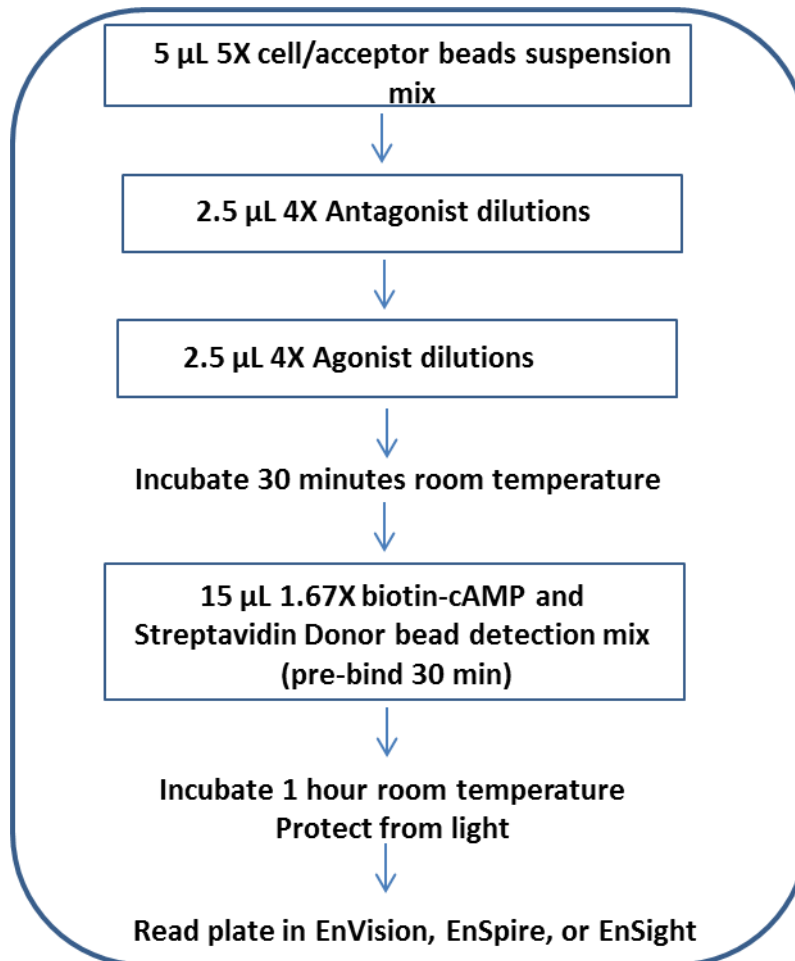 5 µL 5X cell/acceptor beads suspension
mix
2.5 µL 4X Antagonist dilutions
2.5 µL 4X Agonist dilutions
Incubate 30 minutes room temperature
15 µL 1.67X biotin-cAMP and
Streptavidin Donor bead detection mix
(pre-bind 30 min)
Incubate 1 hour room temperature
Protect from light
Read plate in EnVision, EnSpire, or EnSight